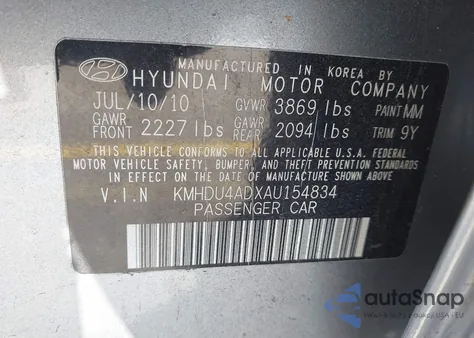 MANUFACTURED IN KOREA BY
HYUNDAI MOTOR COMPANY
JUL/10/10 GVWR 3869 lbs PAINT MM
GAWR FRONT 2227 lbs GAWR REAR 2094 lbs TRIM 9Y
THIS VEHICLE CONFORMS TO ALL APPLICABLE U.S.A. FEDERAL
MOTOR VEHICLE SAFETY, BUMPER, AND THEFT PREVENTION STANDARDS
IN EFFECT ON THE DATE OF MANUFACTURE SHOWN ABOVE.
V.I.N KMHDU4ADXAU154834
PASSENGER CAR
autoSnap